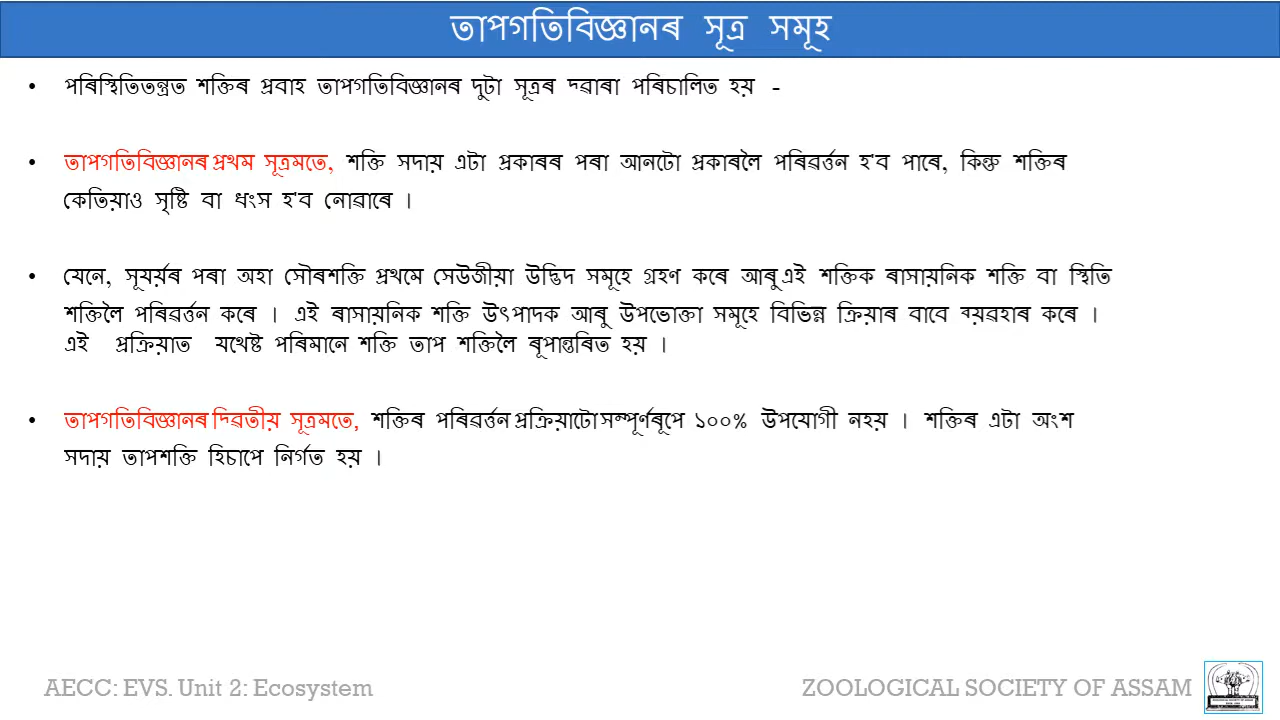 তাপগতিবিজ্ঞানৰ সূত্ৰ সমূহ
• পৰিস্থিতিতন্ত্ৰত শক্তিৰ প্ৰবাহ তাপগতিবিজ্ঞানৰ দুটা সূত্ৰৰ দ্দ্বাৰা পৰিচালিত হয় -
• তাপগতিবিজ্ঞানৰ প্ৰথম সূত্ৰমতে, শক্তি সদায় এটা প্ৰকাৰৰ পৰা আনটো প্ৰকাৰলৈ পৰিৱৰ্ত্তন হ'ব পাৰে, কিন্তু শক্তিৰ
কেতিয়াও সৃষ্টি বা ধংস হ'ব নোৱাৰে ।
• যেনে, সূৰ্য্যৰ পৰা অহা সৌৰশক্তি প্ৰথমে সেউজীয়া উদ্ভিদ সমূহে গ্ৰহণ কৰে আৰু এই শক্তিক ৰাসায়নিক শক্তি বা স্থিতি
শক্তিলৈ পৰিৱৰ্ত্তন কৰে । এই ৰাসায়নিক শক্তি উৎপাদক আৰু উপভোক্তা সমূহে বিভিন্ন ক্ৰিয়াৰ বাবে ব্যৱহাৰ কৰে ।
এই প্ৰক্ৰিয়াত যথেষ্ট পৰিমানে শক্তি তাপ শক্তিলৈ ৰূপান্তৰিত হয় ।
• তাপগতিবিজ্ঞানৰ দ্বিতীয় সূত্ৰমতে, শক্তিৰ পৰিৱৰ্ত্তন প্ৰক্ৰিয়াটো সম্পূৰ্ণৰূপে ১০০% উপযোগী নহয় । শক্তিৰ এটা অংশ
সদায় তাপশক্তি হিচাপে নিৰ্গত হয় ।
AECC: EVS. Unit 2: Ecosystem
ZOOLOGICAL SOCIETY OF ASSAM